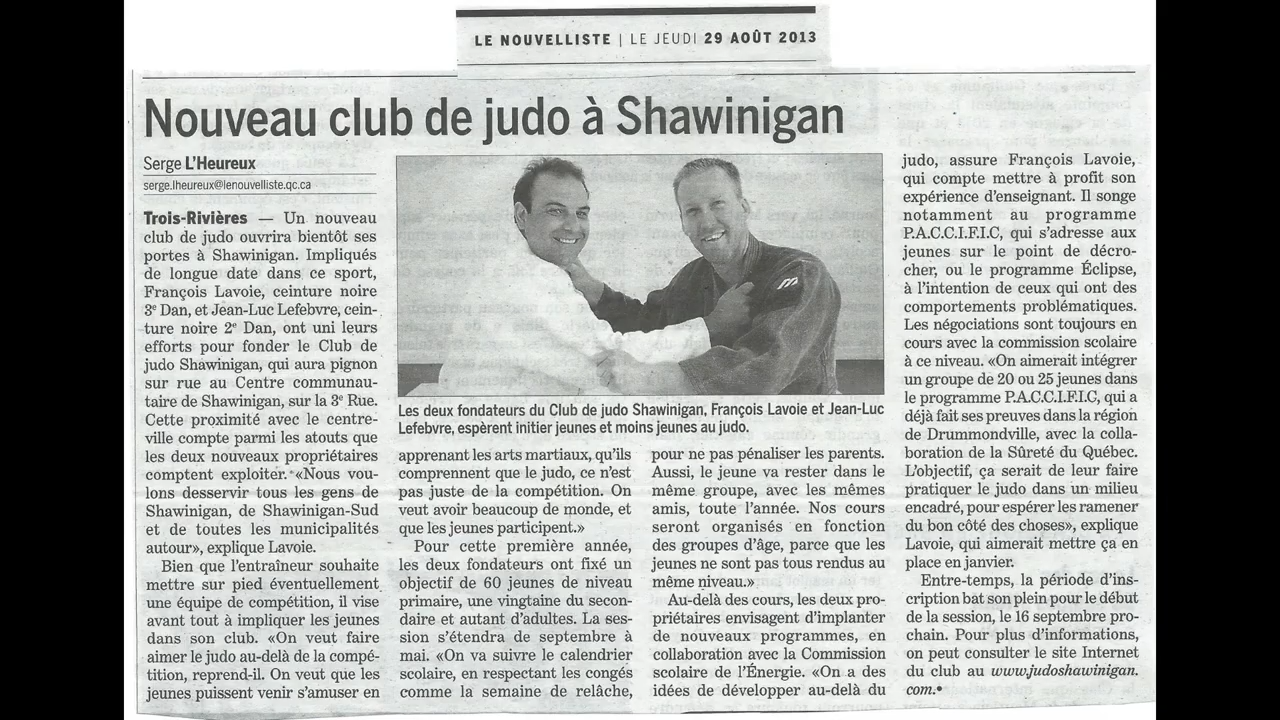 LE NOUVELLISTE | LE JEUDI 29 AOÛT 2013
Nouveau club de judo à Shawinigan
Serge L'Heureux
serge.lheureux@lenouvelliste.qc.ca
Trois-Rivières — Un nouveau
club de judo ouvrira bientôt ses
portes à Shawinigan. Impliqués
de longue date dans ce sport,
François Lavoie, ceinture noire
3e Dan, et Jean-Luc Lefebvre, cein-
ture noire 2e Dan, ont uni leurs
efforts pour fonder le Club de
judo Shawinigan, qui aura pignon
sur rue au Centre communau-
taire de Shawinigan, sur la 3e Rue.
Cette proximité avec le centre-
ville compte parmi les atouts que
les deux nouveaux propriétaires
comptent exploiter. «Nous vou-
lons desservir tous les gens de
Shawinigan, de Shawinigan-Sud
et de toutes les municipalités
autour», explique Lavoie.
Bien que l'entraîneur souhaite
mettre sur pied éventuellement
une équipe de compétition, il vise
avant tout à impliquer les jeunes
dans son club. «On veut faire
aimer le judo au-delà de la compé-
tition, reprend-il. On veut que les
jeunes puissent venir s'amuser en
Les deux fondateurs du Club de judo Shawinigan, François Lavoie et Jean-Luc
Lefebvre, espèrent initier jeunes et moins jeunes au judo.
apprenant les arts martiaux, qu'ils
comprennent que le judo, ce n'est
pas juste de la compétition. On
veut avoir beaucoup de monde, et
que les jeunes participent.»
Pour cette première année,
les deux fondateurs ont fixé un
objectif de 60 jeunes de niveau
primaire, une vingtaine du secon-
daire et autant d'adultes. La ses-
sion s'étendra de septembre à
mai. «On va suivre le calendrier
scolaire, en respectant les congés
comme la semaine de relâche,
pour ne pas pénaliser les parents.
Aussi, le jeune va rester dans le
même groupe, avec les mêmes
amis, toute l'année. Nos cours
seront organisés en fonction
des groupes d'âge, parce que les
jeunes ne sont pas tous rendus au
même niveau.»
Au-delà des cours, les deux pro-
priétaires envisagent d'implanter
de nouveaux programmes, en
collaboration avec la Commission
scolaire de l'Énergie. «On a des
idées de développer au-delà du
judo, assure François Lavoie,
qui compte mettre à profit son
expérience d'enseignant. Il songe
notamment au programme
P.A.C.C.I.F.I.C, qui s'adresse aux
jeunes sur le point de décro-
cher, ou le programme Éclipse,
à l'intention de ceux qui ont des
comportements problématiques.
Les négociations sont toujours en
cours avec la commission scolaire
à ce niveau. «On aimerait intégrer
un groupe de 20 ou 25 jeunes dans
le programme P.A.C.C.I.F.I.C, qui a
déjà fait ses preuves dans la région
de Drummondville, avec la colla-
boration de la Sûreté du Québec.
L'objectif, ça serait de leur faire
pratiquer le judo dans un milieu
encadré, pour espérer les ramener
du bon côté des choses», explique
Lavoie, qui aimerait mettre ça en
place en janvier.
Entre-temps, la période d'ins-
cription bat son plein pour le début
de la session, le 16 septembre pro-
chain. Pour plus d'informations,
on peut consulter le site Internet
du club au www.judoshawinigan.
com.•